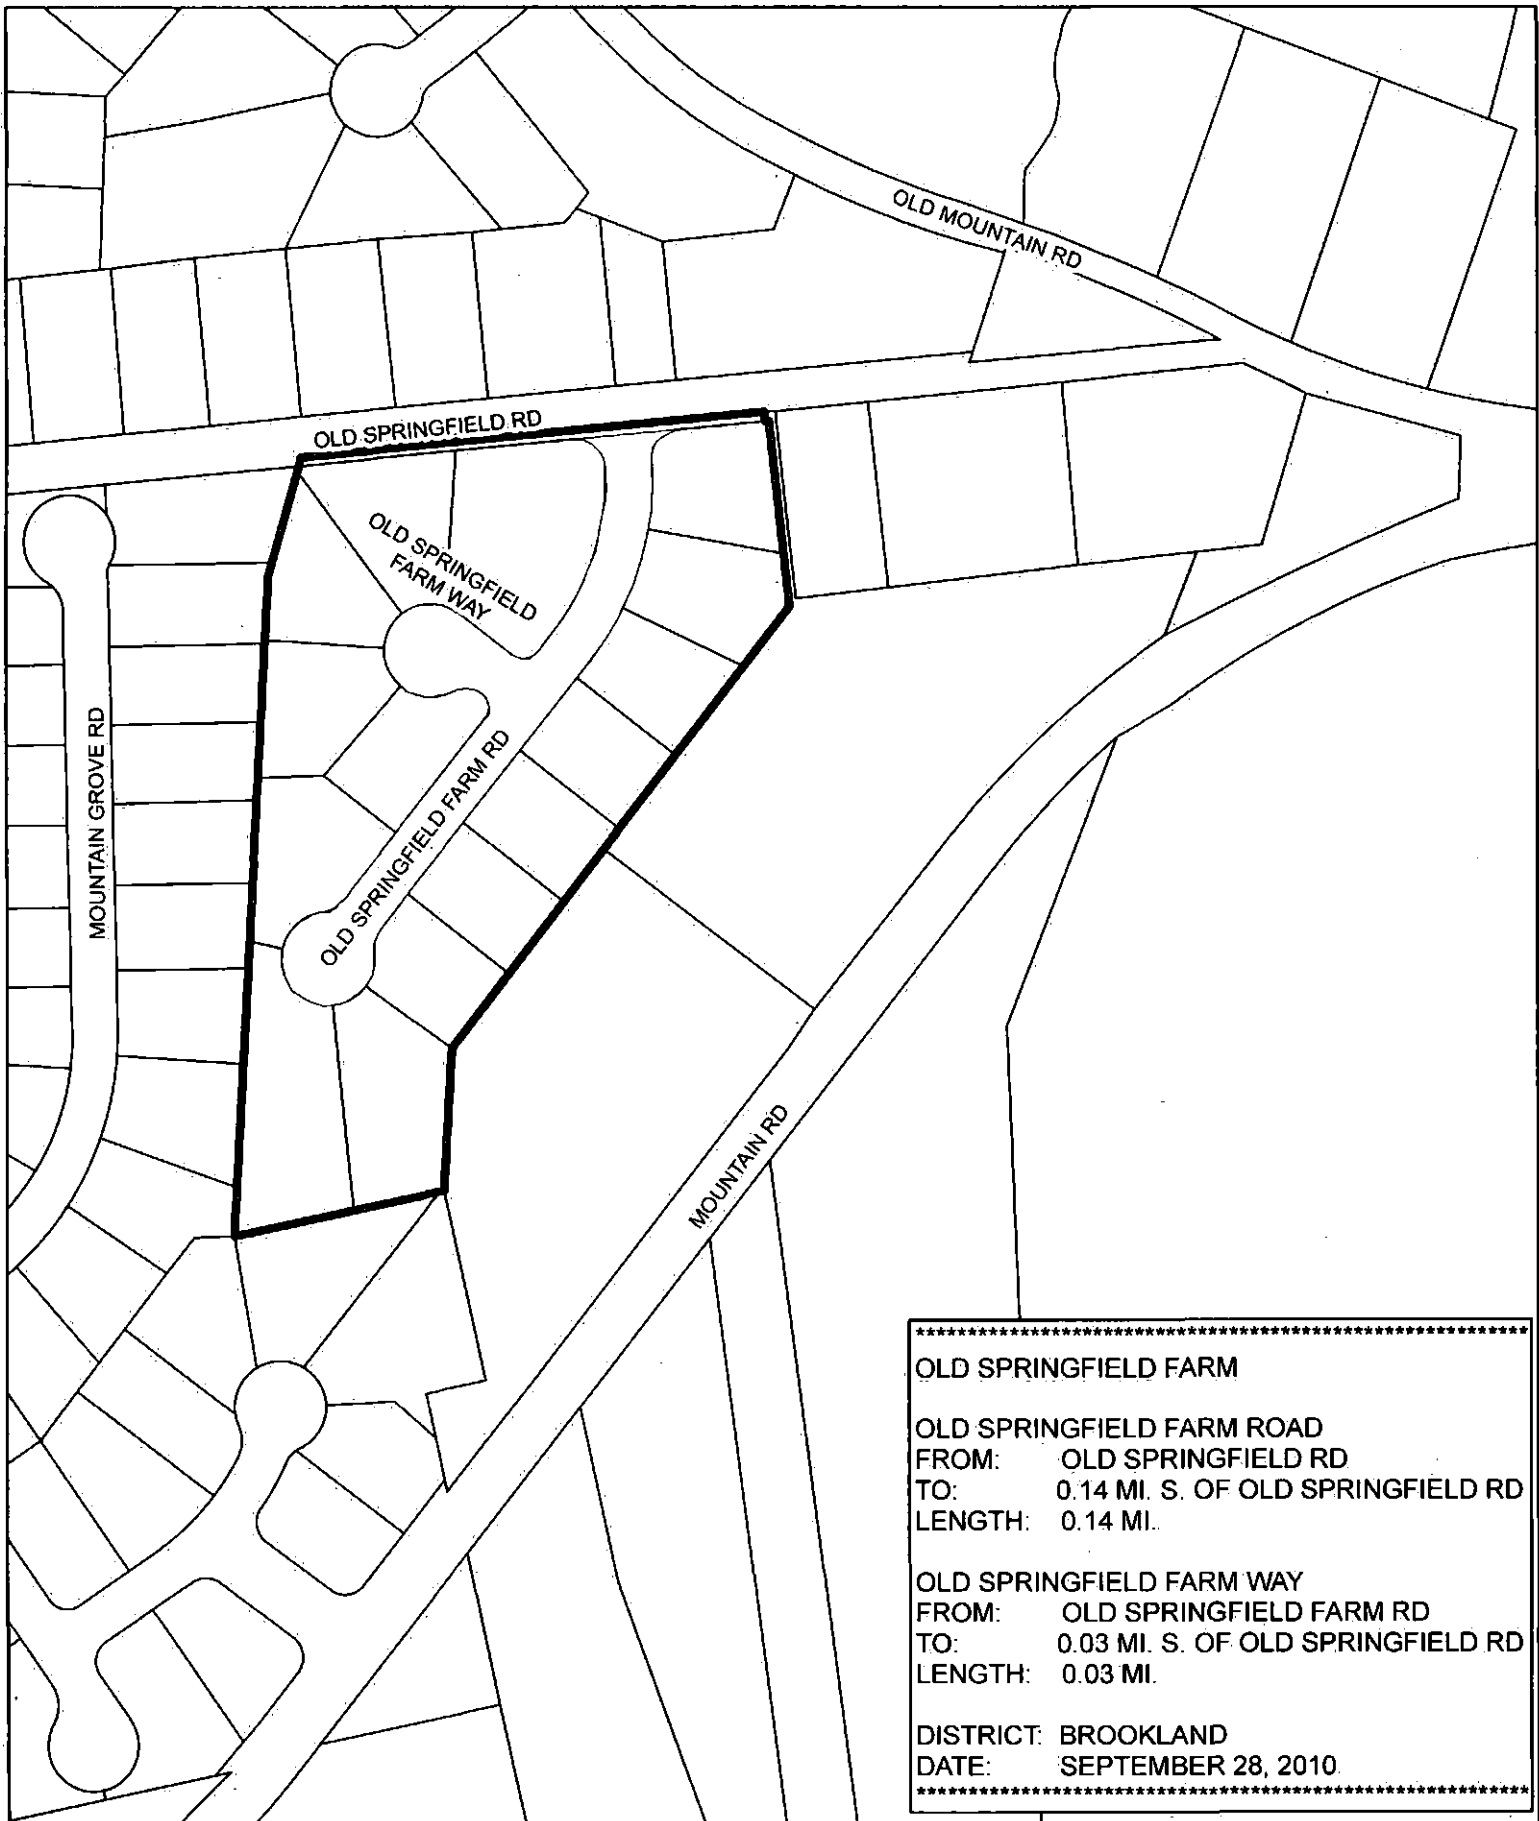 OLD MOUNTAIN RD
OLD SPRINGFIELD RD
OLD SPRINGFIELD
FARM WAY
MOUNTAIN GROVE RD
OLD SPRINGFIELD FARM RD
MOUNTAIN RD
************************************************************
OLD SPRINGFIELD FARM
OLD SPRINGFIELD FARM ROAD
FROM: OLD SPRINGFIELD RD
TO: 0.14 MI. S. OF OLD SPRINGFIELD RD
LENGTH: 0.14 MI.
OLD SPRINGFIELD FARM WAY
FROM: OLD SPRINGFIELD FARM RD
TO: 0.03 MI. S. OF OLD SPRINGFIELD RD
LENGTH: 0.03 MI.
DISTRICT: BROOKLAND
DATE: SEPTEMBER 28, 2010
************************************************************